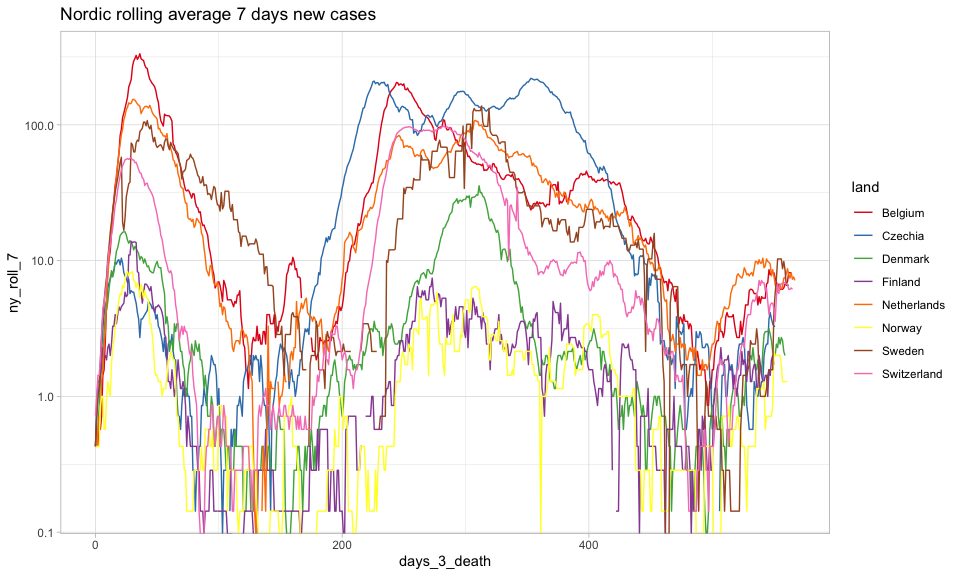 Nordic rolling average 7 days new cases
ny_roll_7
100.0
10.0
1.0
0.1
0
200
400
days_3_death
land
Belgium
Czechia
Denmark
Finland
Netherlands
Norway
Sweden
Switzerland